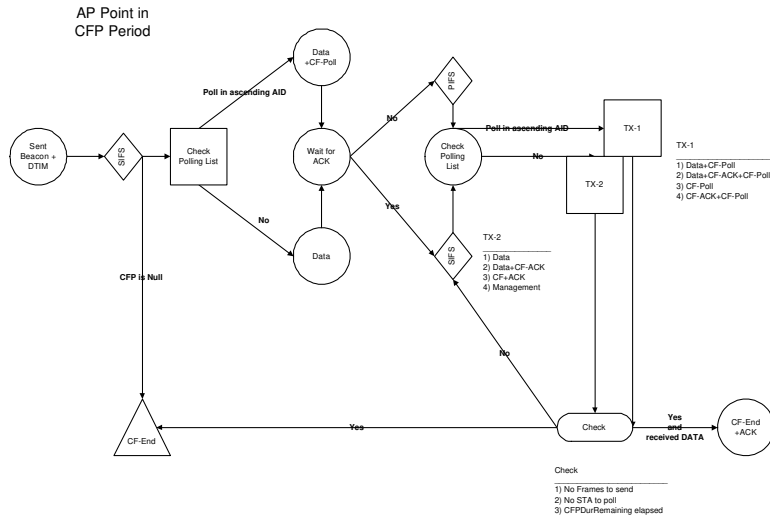 AP Point in
CFP Period
Data
+CF-Poll
PIFS
Poll in ascending AID
No
Poll in ascending AID
TX-1
Sent
Beacon +
DTIM
SIFS
Check
Polling List
Wait for
ACK
Check
Polling
List
No
TX-2
TX-1
1) Data+CF-Poll
2) Data+CF-ACK+CF-Poll
3) CF-Poll
4) CF-ACK+CF-Poll
No
Yes
Data
SIFS
TX-2
1) Data
2) Data+CF-ACK
3) CF+ACK
4) Management
CFP is Null
No
CF-End
Yes
Check
Yes
and
received DATA
CF-End
+ACK
Check
1) No Frames to send
2) No STA to poll
3) CFPDurRemaining elapsed